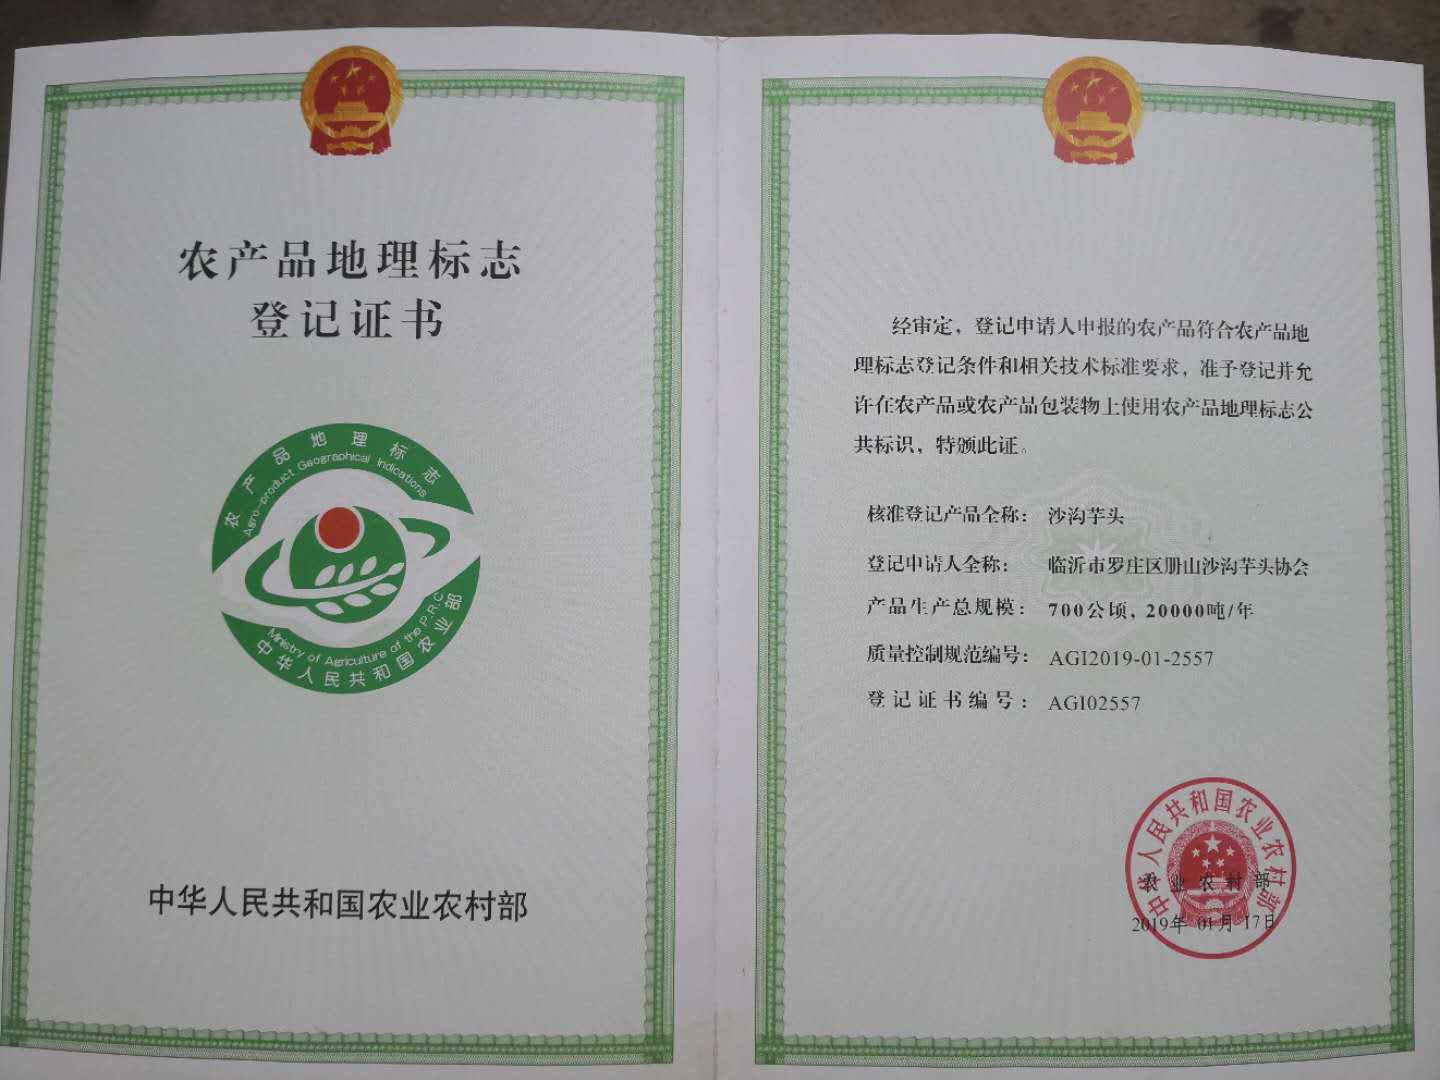 农产品地理标志
登记证书
农产品地理标志
Agro-product Geographical Indications
Ministry of Agriculture of the P.R.C
中华人民共和国农业部
中华人民共和国农业农村部
经审定，登记申请人申报的农产品符合农产品地
理标志登记条件和相关技术标准要求，准予登记并允
许在农产品或农产品包装物上使用农产品地理标志公
共标识，特颁此证。
核准登记产品全称：沙沟芋头
登记申请人全称：临沂市罗庄区册山沙沟芋头协会
产品生产总规模：700公顷，20000吨/年
质量控制规范编号：AGI2019-01-2557
登记证书编号：AGI02557
中华人民共和国农业农村部
农业农村部
2019年 01月 17日